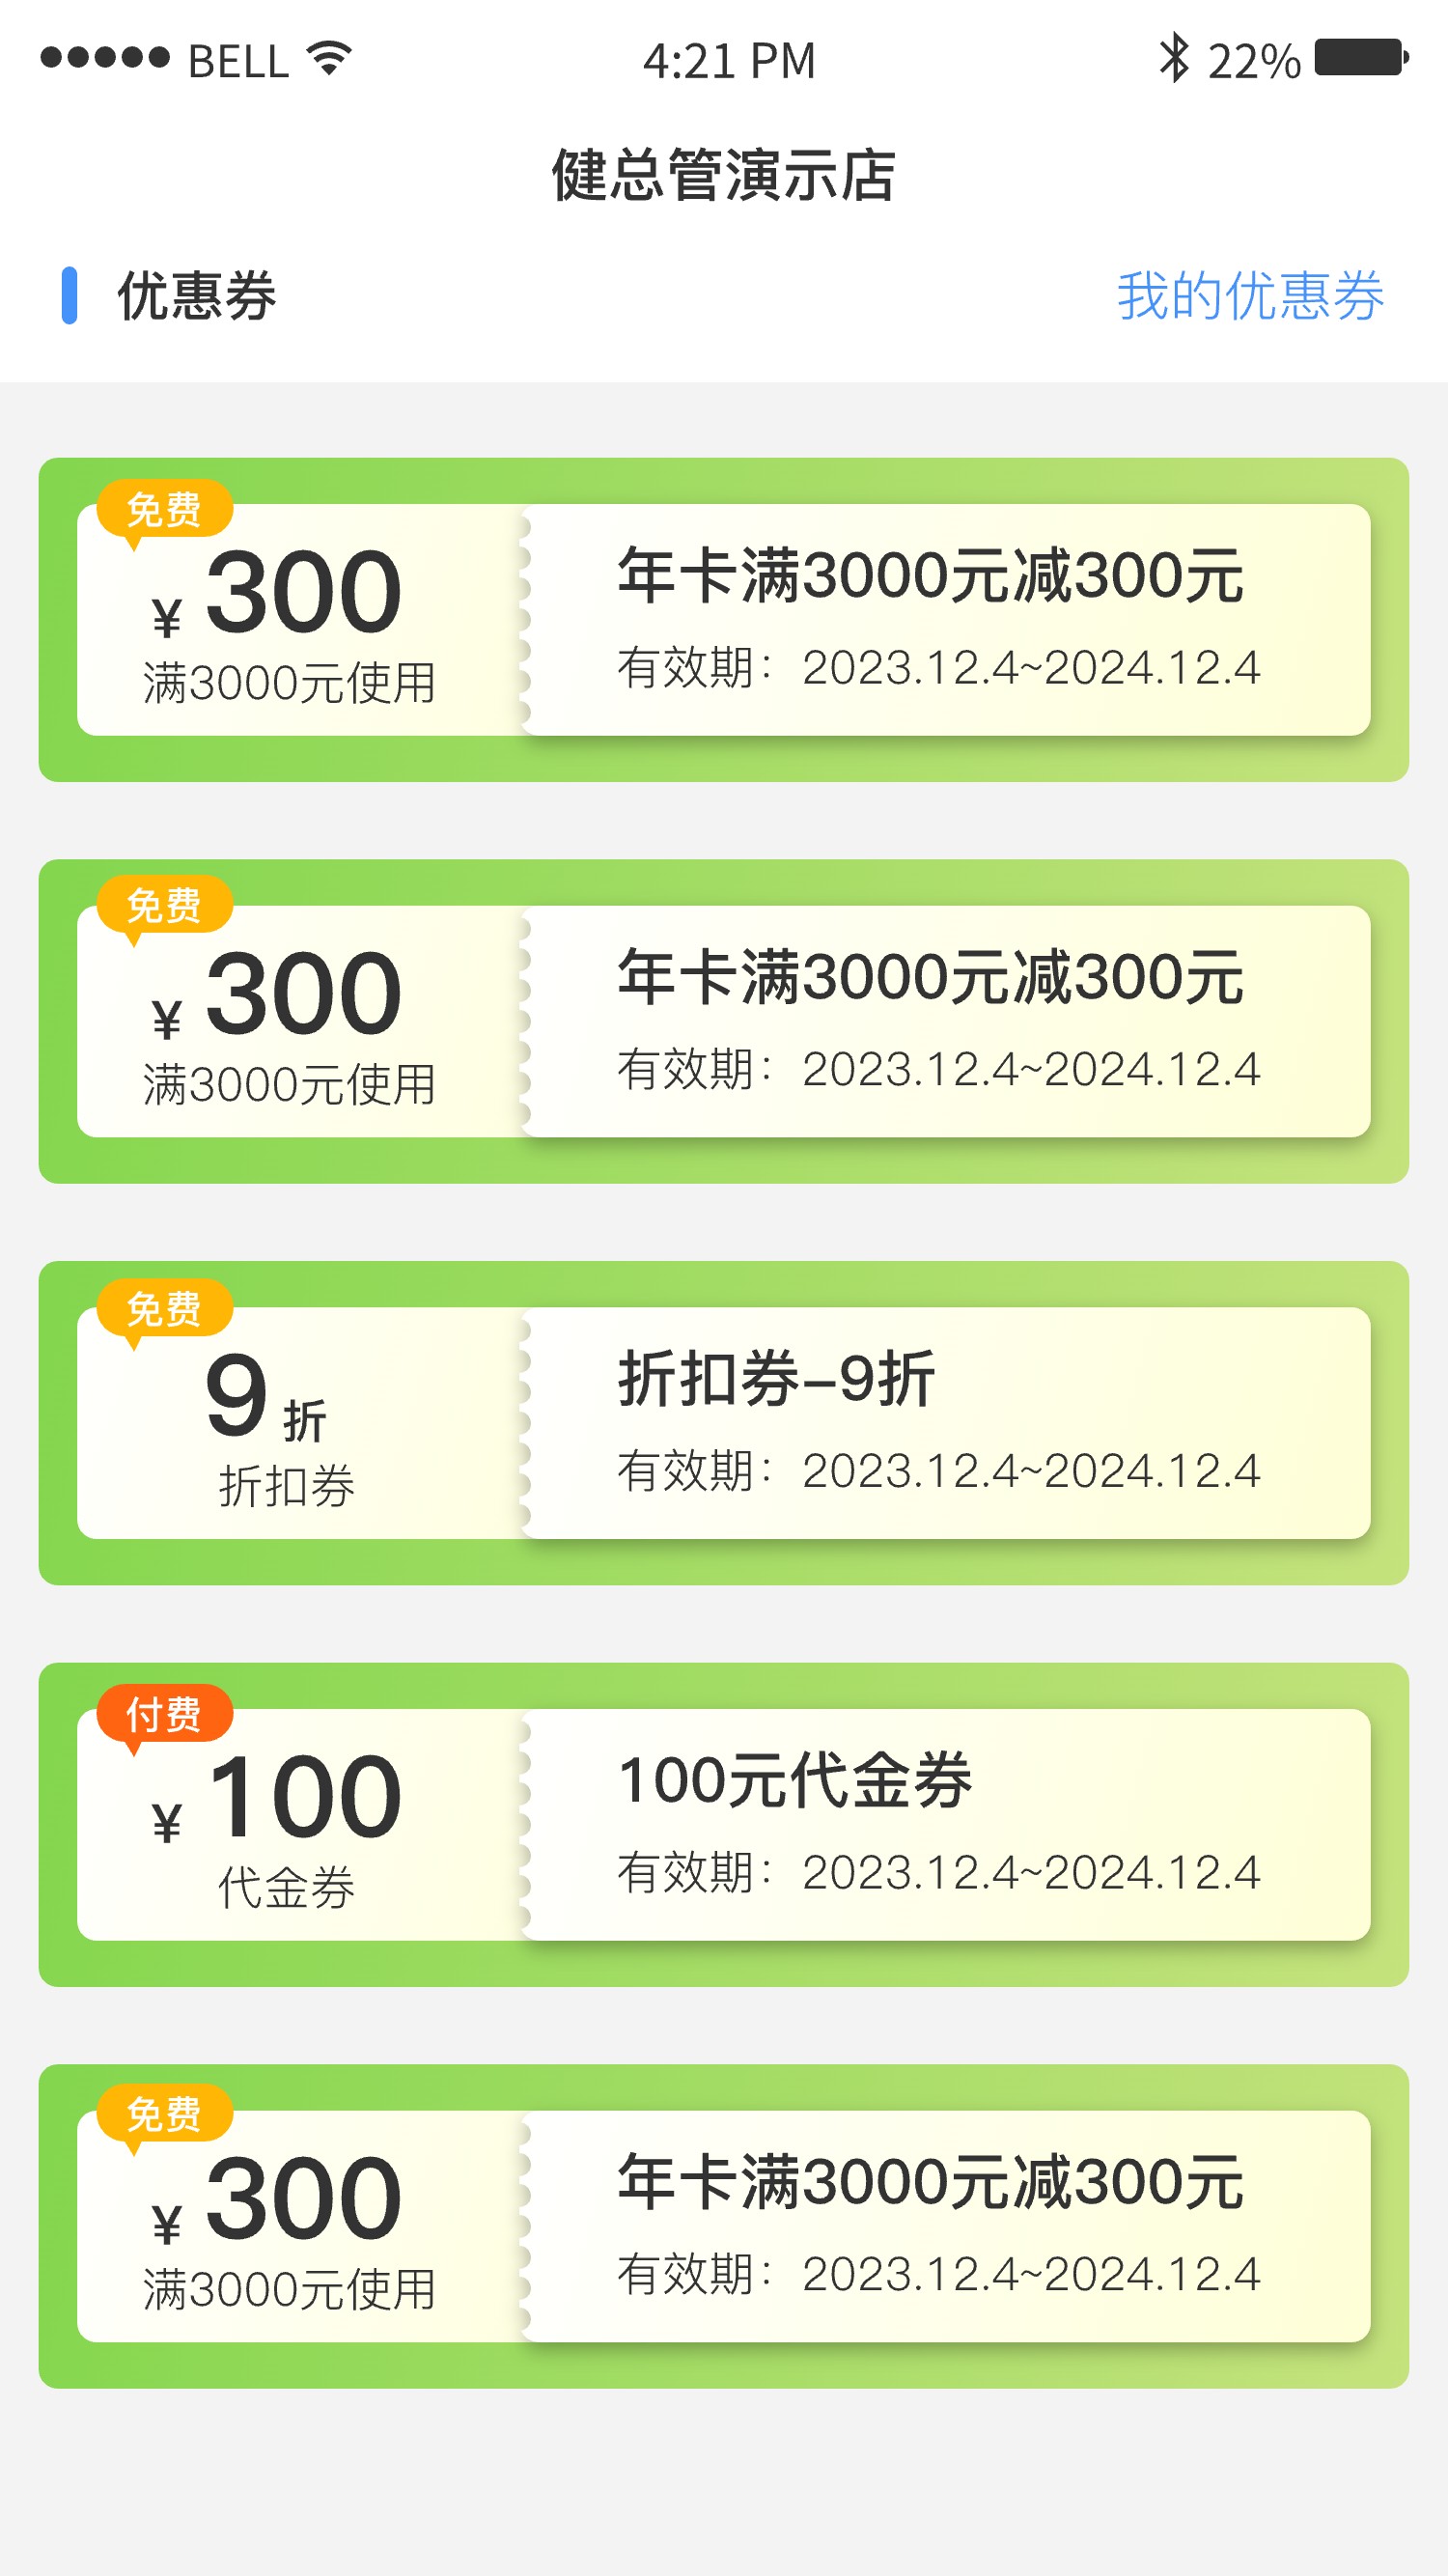 BELL 4:21 PM 22%
健总管演示店
优惠券 我的优惠券
免费
¥ 300
满3000元使用
年卡满3000元减300元
有效期：2023.12.4~2024.12.4
免费
¥ 300
满3000元使用
年卡满3000元减300元
有效期：2023.12.4~2024.12.4
免费
9 折
折扣券
折扣券-9折
有效期：2023.12.4~2024.12.4
付费
¥ 100
代金券
100元代金券
有效期：2023.12.4~2024.12.4
免费
¥ 300
满3000元使用
年卡满3000元减300元
有效期：2023.12.4~2024.12.4